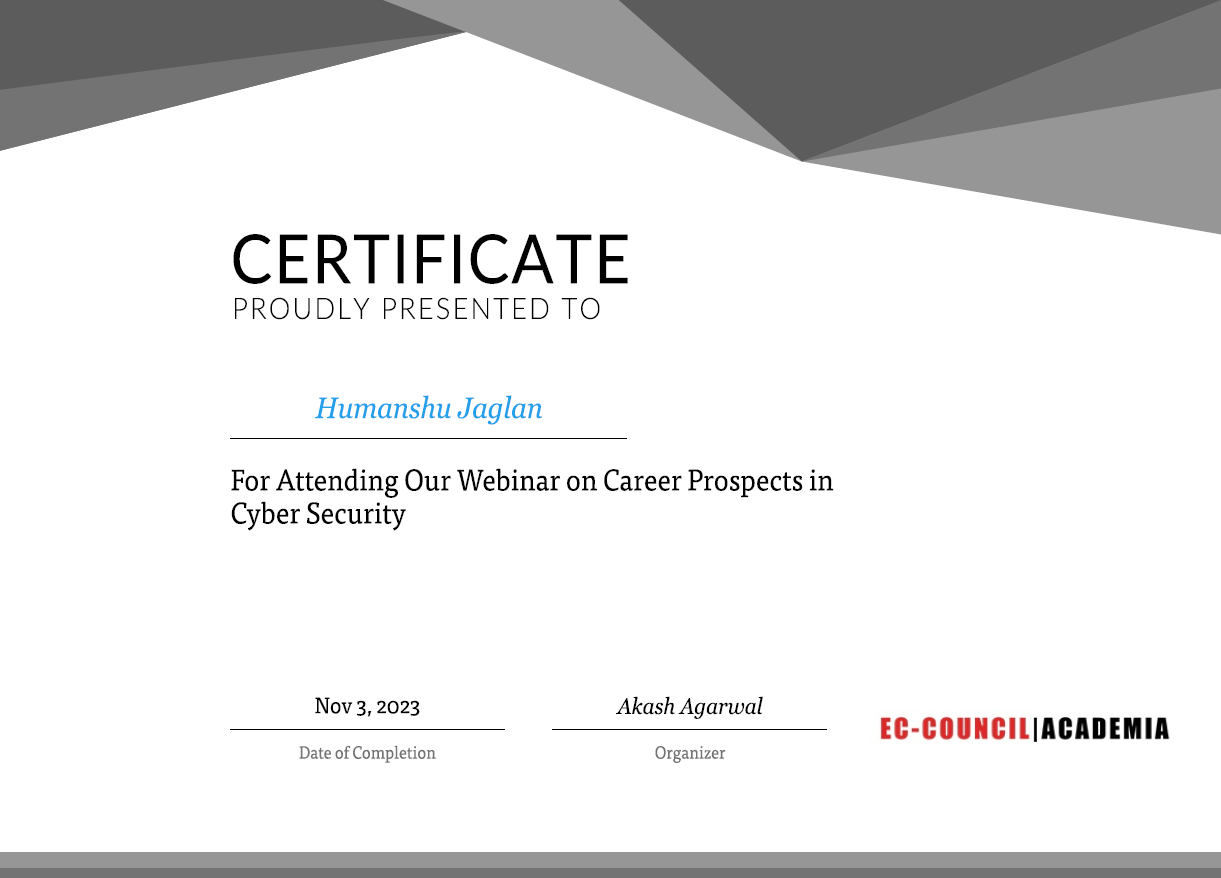 CERTIFICATE
PROUDLY PRESENTED TO
Humanshu Jaglan
For Attending Our Webinar on Career Prospects in
Cyber Security
Nov 3, 2023
Date of Completion
Akash Agarwal
Organizer
EC-COUNCIL|ACADEMIA